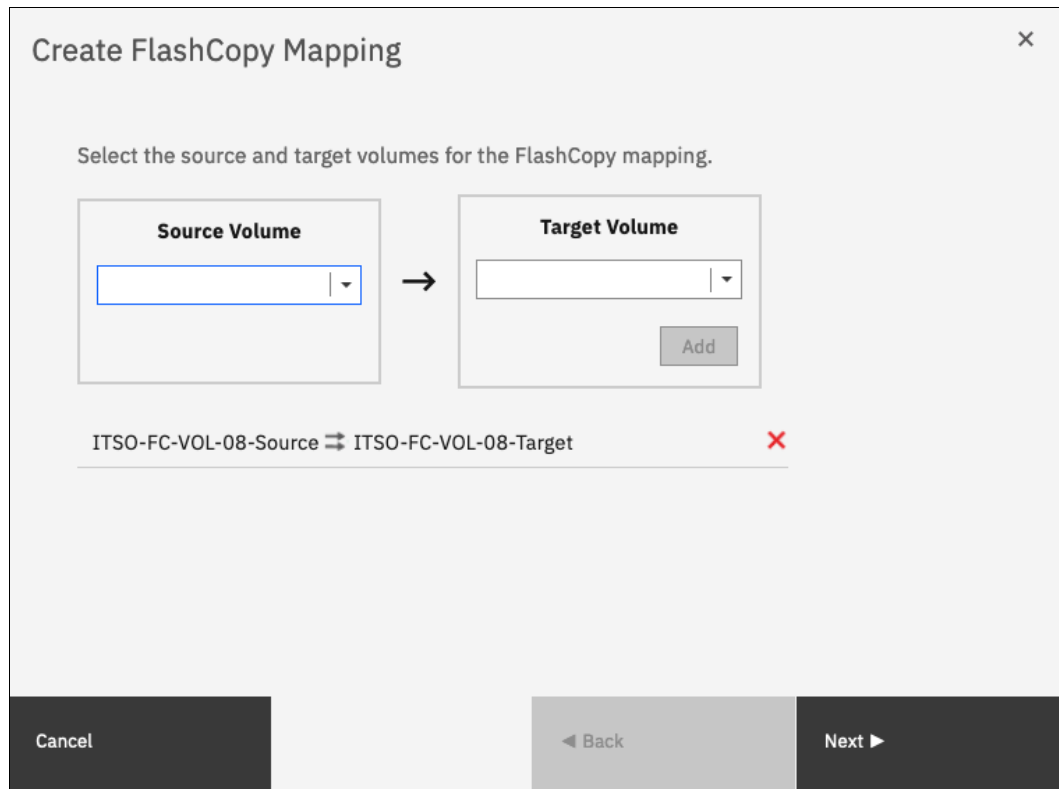 Create FlashCopy Mapping
Select the source and target volumes for the FlashCopy mapping.
Source Volume
Target Volume
Add
ITSO-FC-VOL-08-Source ITSO-FC-VOL-08-Target
Cancel
Back
Next